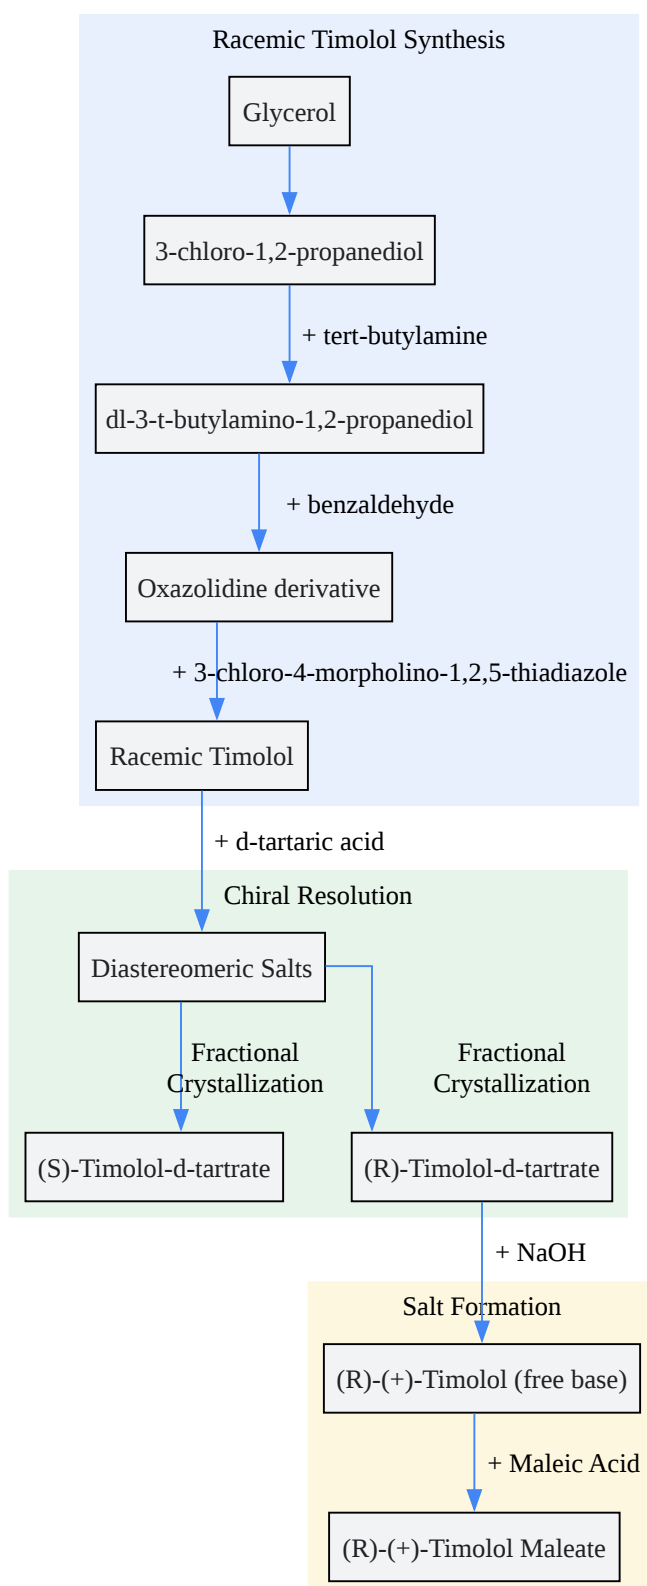 Racemic Timolol Synthesis
Glycerol
3-chloro-1,2-propanediol
+ tert-butylamine
dl-3-t-butylamino-1,2-propanediol
+ benzaldehyde
Oxazolidine derivative
+ 3-chloro-4-morpholino-1,2,5-thiadiazole
Racemic Timolol
+ d-tartaric acid
Chiral Resolution
Diastereomeric Salts
Fractional
Crystallization
Fractional
Crystallization
(S)-Timolol-d-tartrate
(R)-Timolol-d-tartrate
+ NaOH
Salt Formation
(R)-(+)-Timolol (free base)
+ Maleic Acid
(R)-(+)-Timolol Maleate